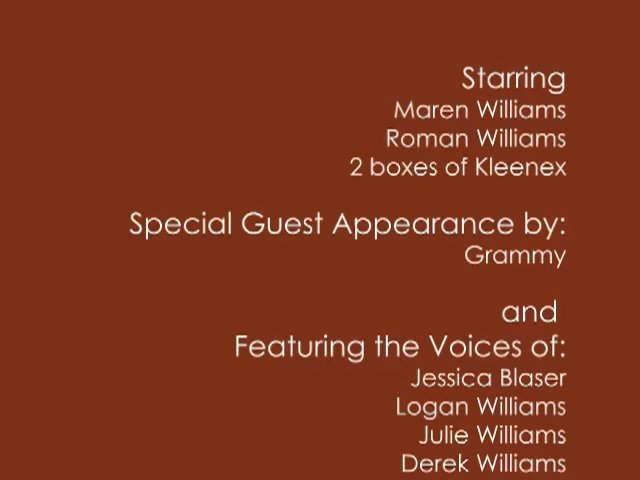 Starring
Maren Williams
Roman Williams
2 boxes of Kleenex
Special Guest Appearance by:
Grammy
and
Featuring the Voices of:
Jessica Blaser
Logan Williams
Julie Williams
Derek Williams